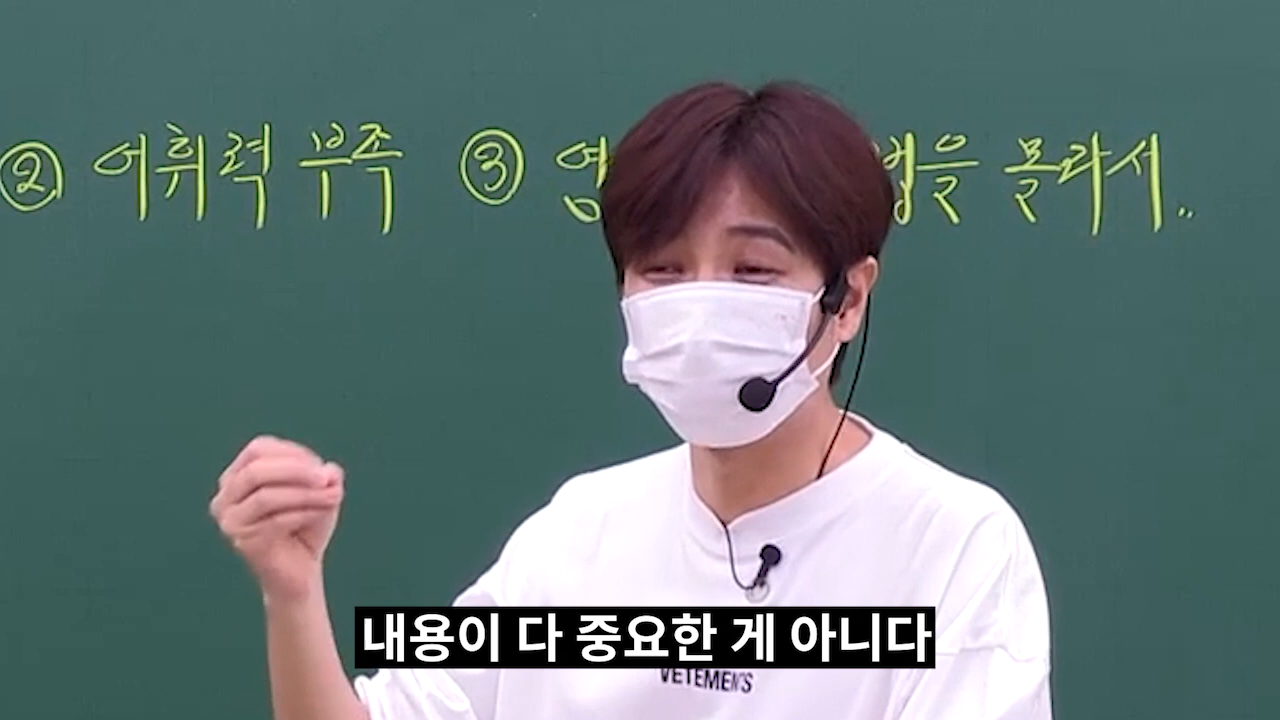 ② 어휘력 부족 ③ 을 몰라서..
내용이 다 중요한 게 아니다
VETEMENTS